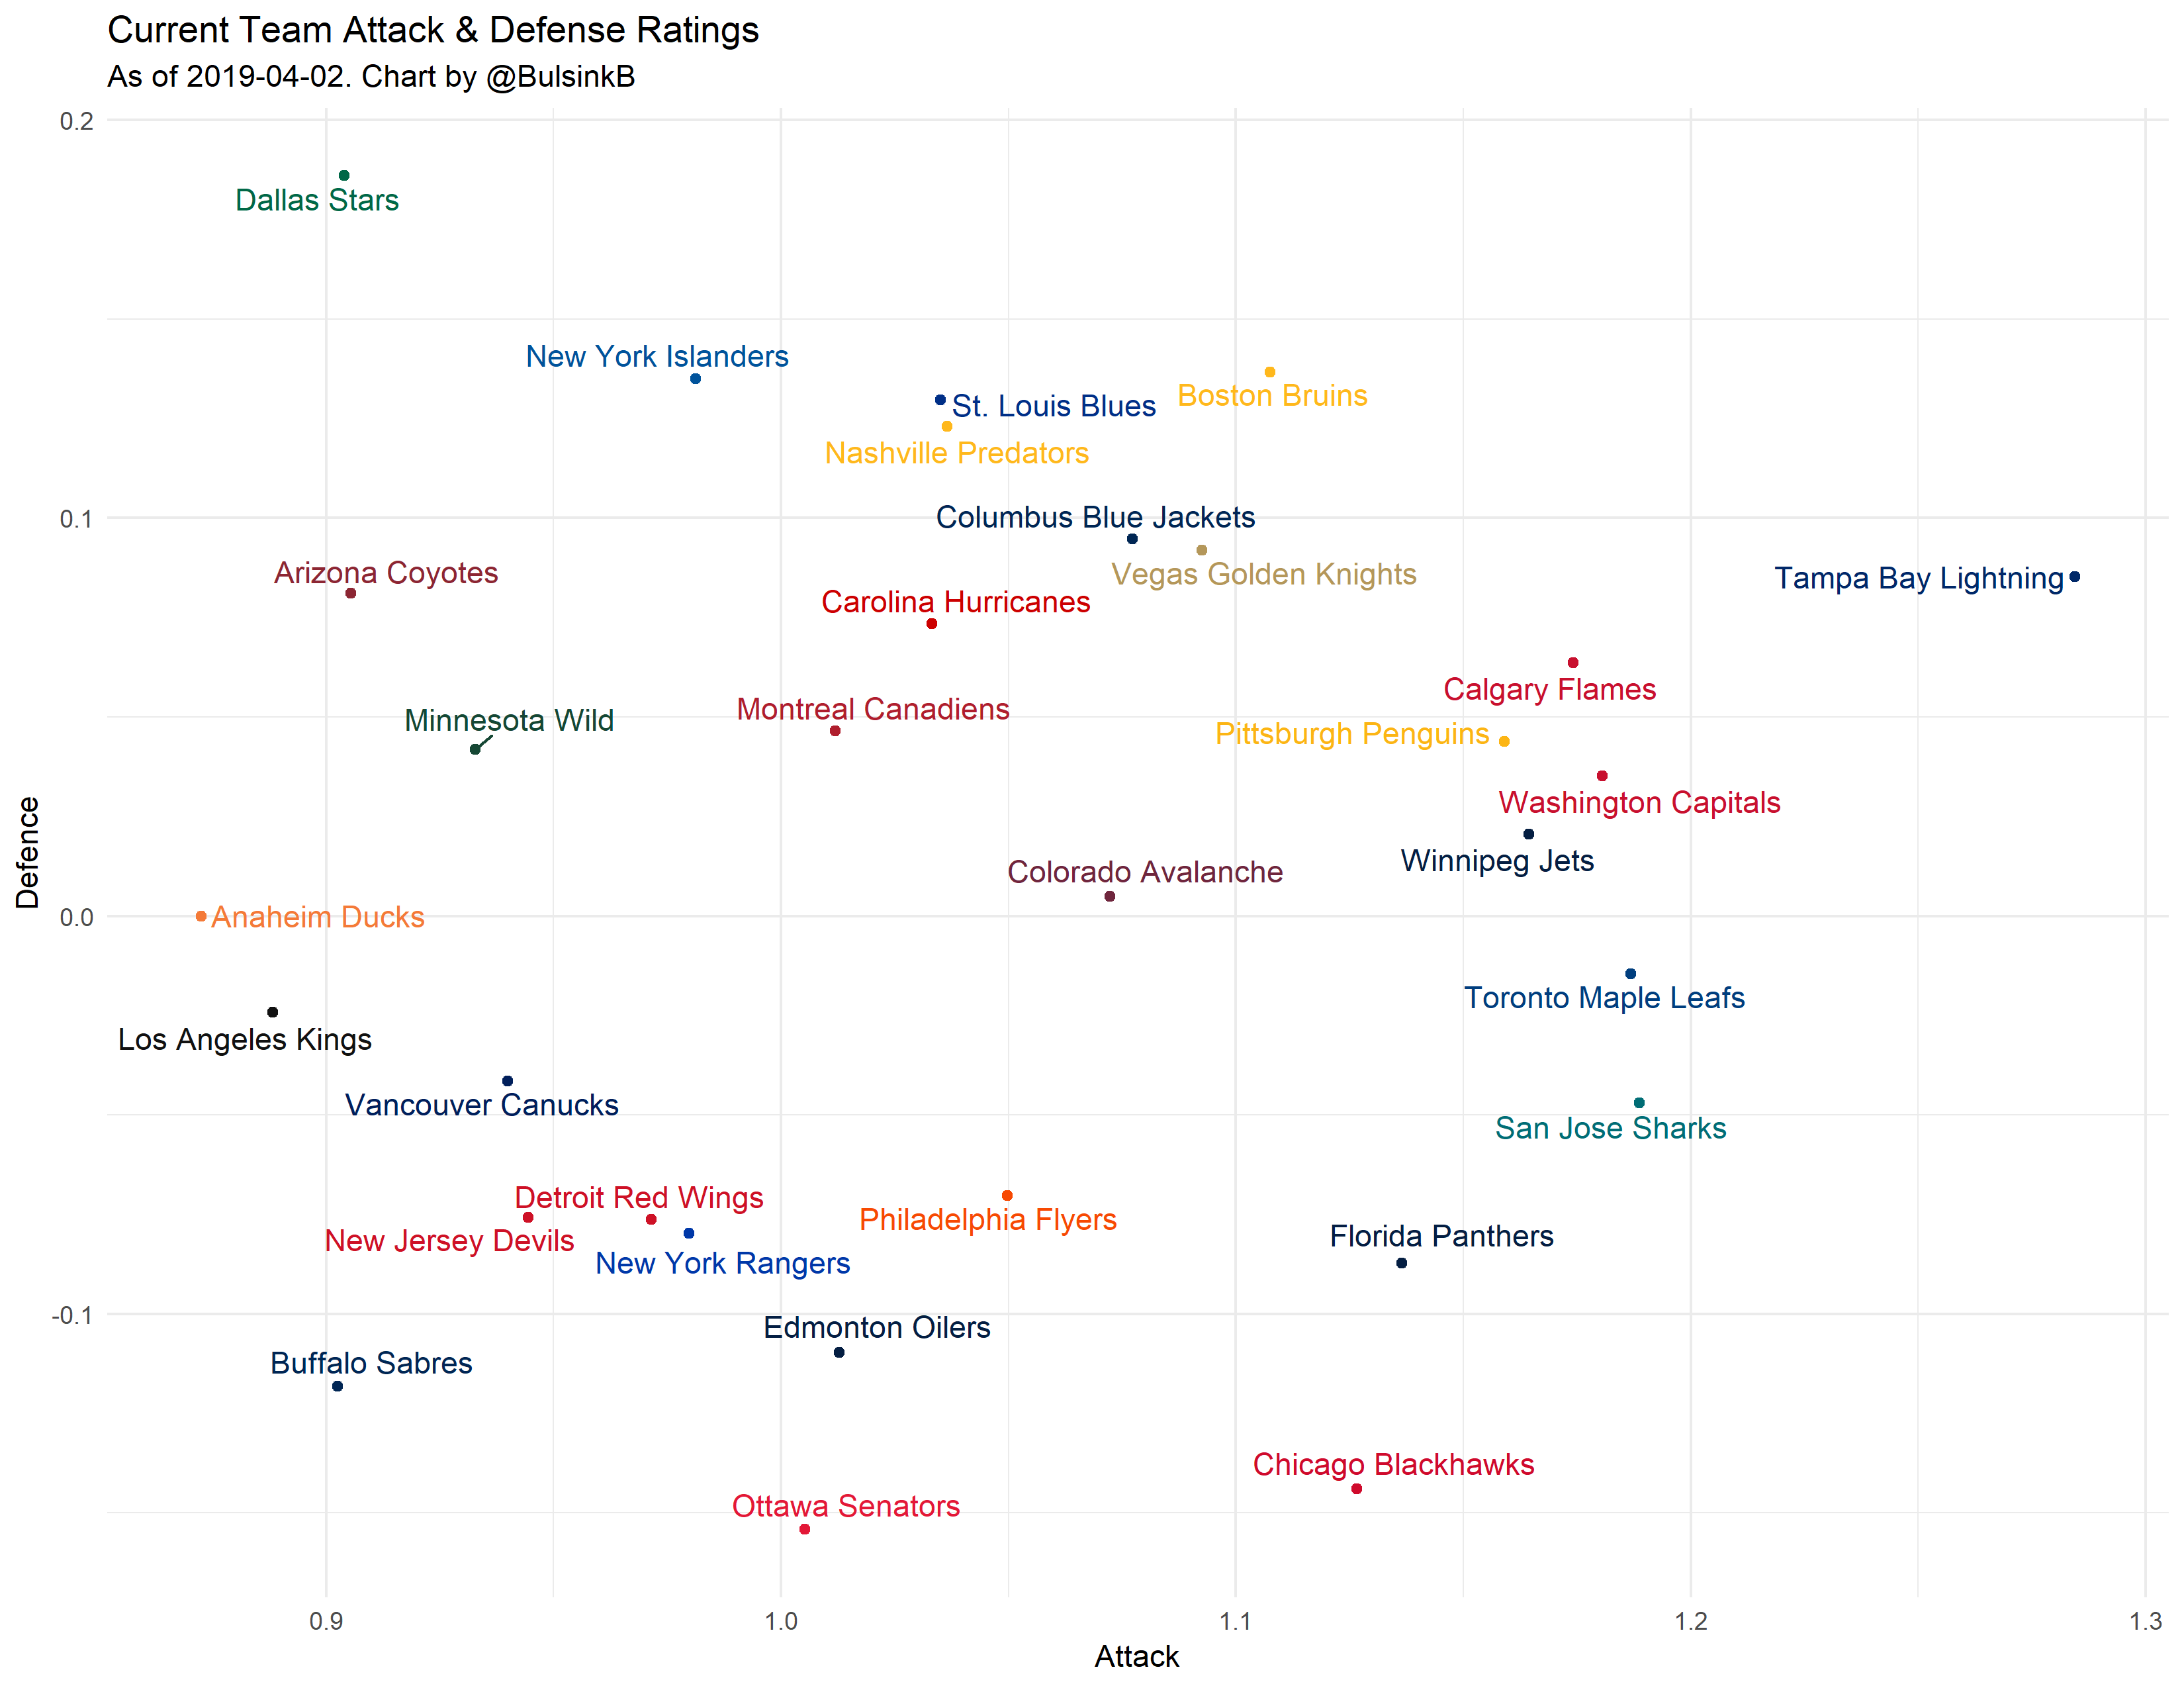 Current Team Attack & Defense Ratings
As of 2019-04-02. Chart by @BulsinkB
0.2
Dallas Stars
New York Islanders
Boston Bruins
St. Louis Blues
Nashville Predators
0.1
Columbus Blue Jackets
Arizona Coyotes
Vegas Golden Knights
Tampa Bay Lightning
Carolina Hurricanes
Calgary Flames
Montreal Canadiens
Minnesota Wild
Pittsburgh Penguins
Washington Capitals
Defence
Winnipeg Jets
Colorado Avalanche
0.0
Anaheim Ducks
Toronto Maple Leafs
Los Angeles Kings
Vancouver Canucks
San Jose Sharks
Detroit Red Wings
Philadelphia Flyers
Florida Panthers
New Jersey Devils
New York Rangers
-0.1
Edmonton Oilers
Buffalo Sabres
Chicago Blackhawks
Ottawa Senators
0.9
1.0
1.1
1.2
1.3
Attack